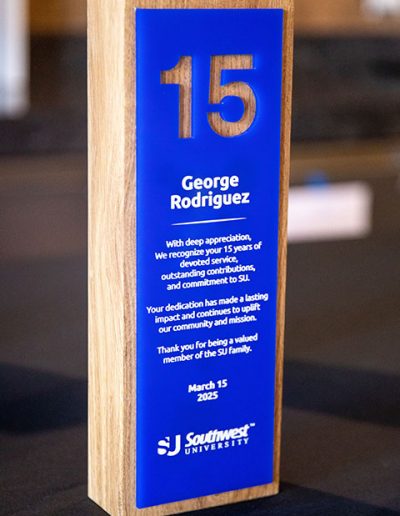 15
George
Rodriguez
With deep appreciation,
We recognize your 15 years of
devoted service,
outstanding contributions,
and commitment to SU.
Your dedication has made a lasting
impact and continues to uplift
our community and mission.
Thank you for being a valued
member of the SU family.
March 15
2025
SU Southwest™
UNIVERSITY